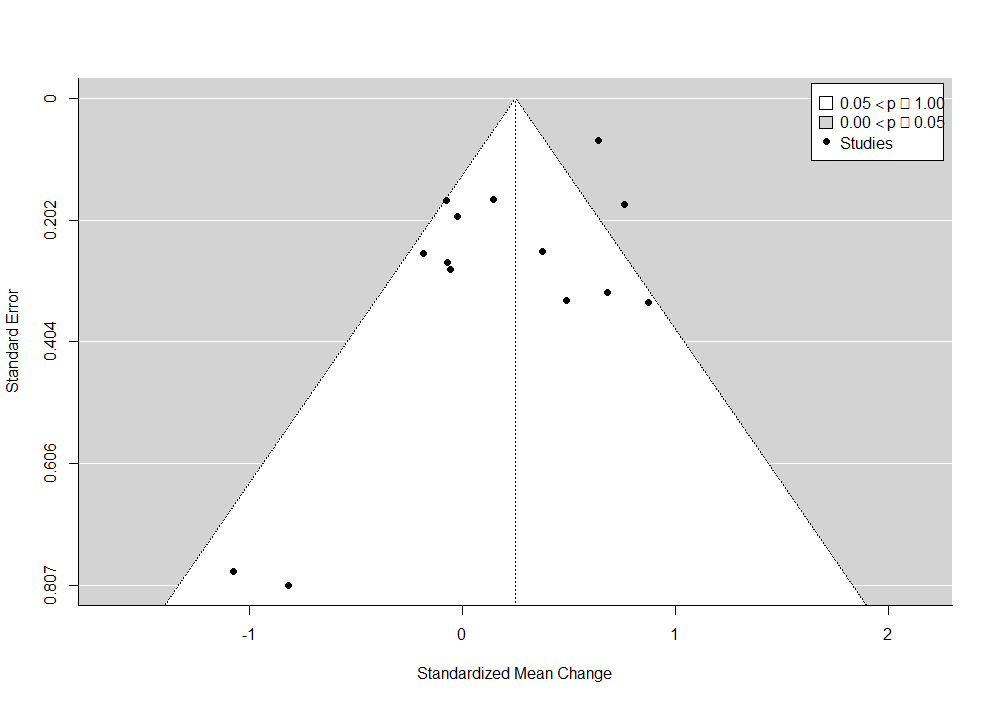 0.05 < p □ 1.00
0.00 < p □ 0.05
Studies
0
0.202
0.404
0.606
0.807
Standard Error
-1
0
1
2
Standardized Mean Change